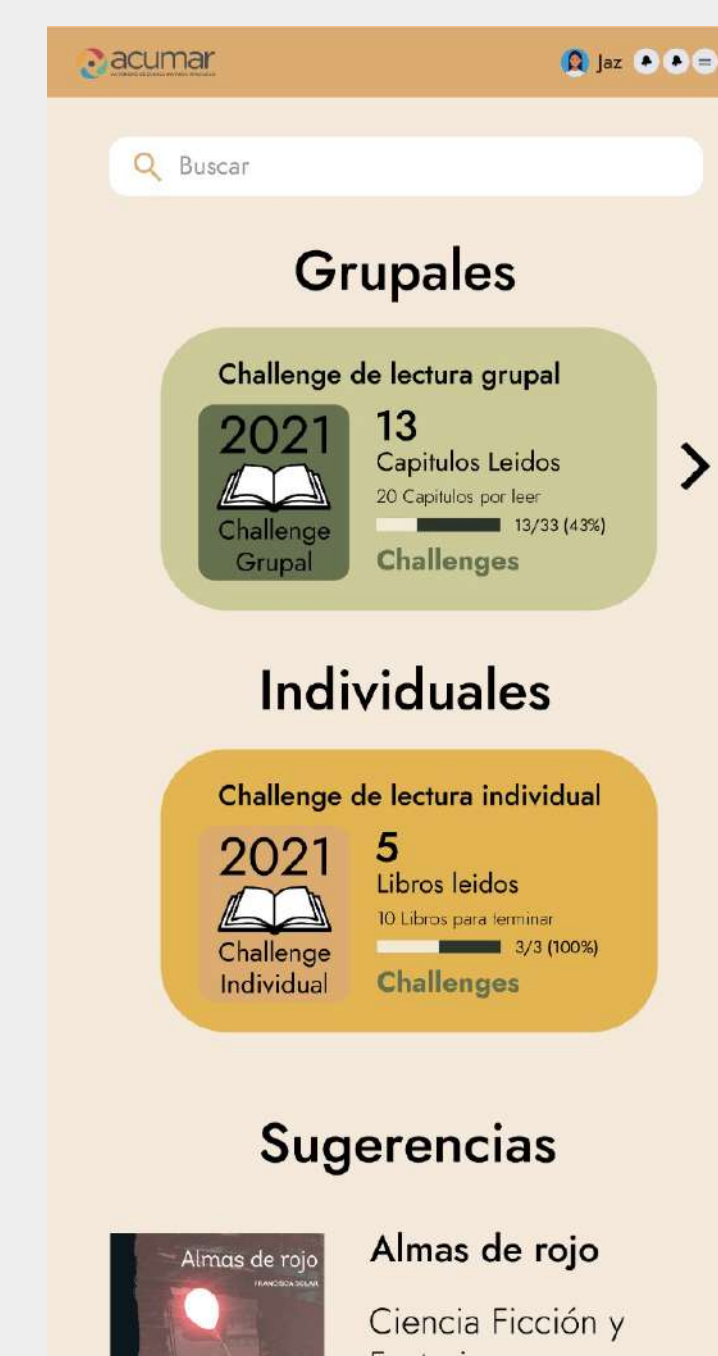 acumar
Jaz
Buscar
Grupales
Challenge de lectura grupal
2021
Challenge
Grupal
13
Capitulos Leidos
20 Capitulos por leer
13/33 (43%)
Challenges
Individuales
Challenge de lectura individual
2021
Challenge
Individual
5
Libros leidos
10 Libros para terminar
3/3 (100%)
Challenges
Sugerencias
Almas de rojo
FRANCISCA SOLAR
Almas de rojo
Ciencia Ficción y